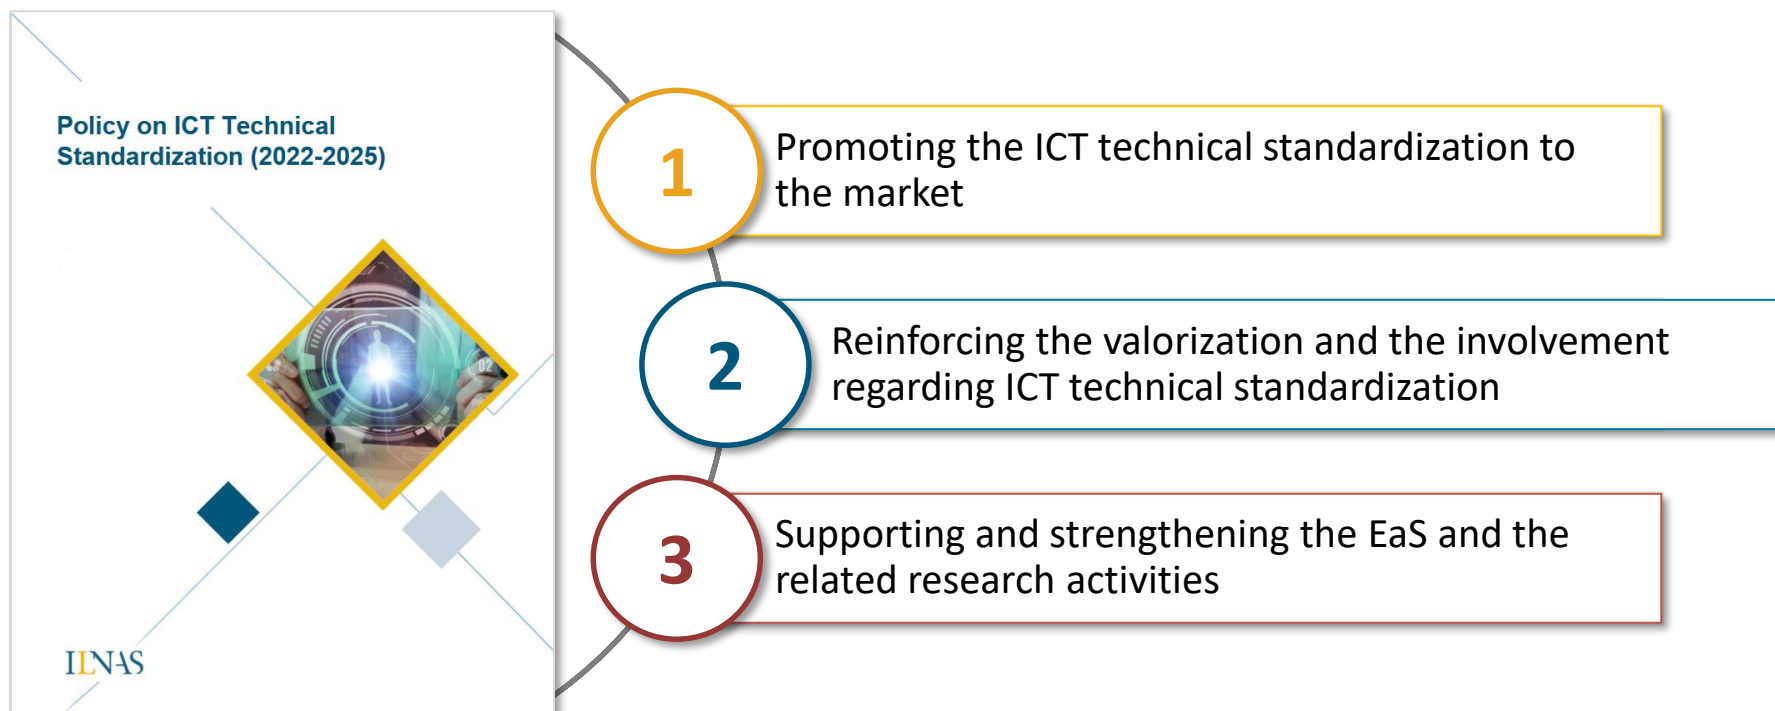 Policy on ICT Technical
Standardization (2022-2025)
ILNAS
1
Promoting the ICT technical standardization to
the market
2
Reinforcing the valorization and the involvement
regarding ICT technical standardization
3
Supporting and strengthening the EaS and the
related research activities
02